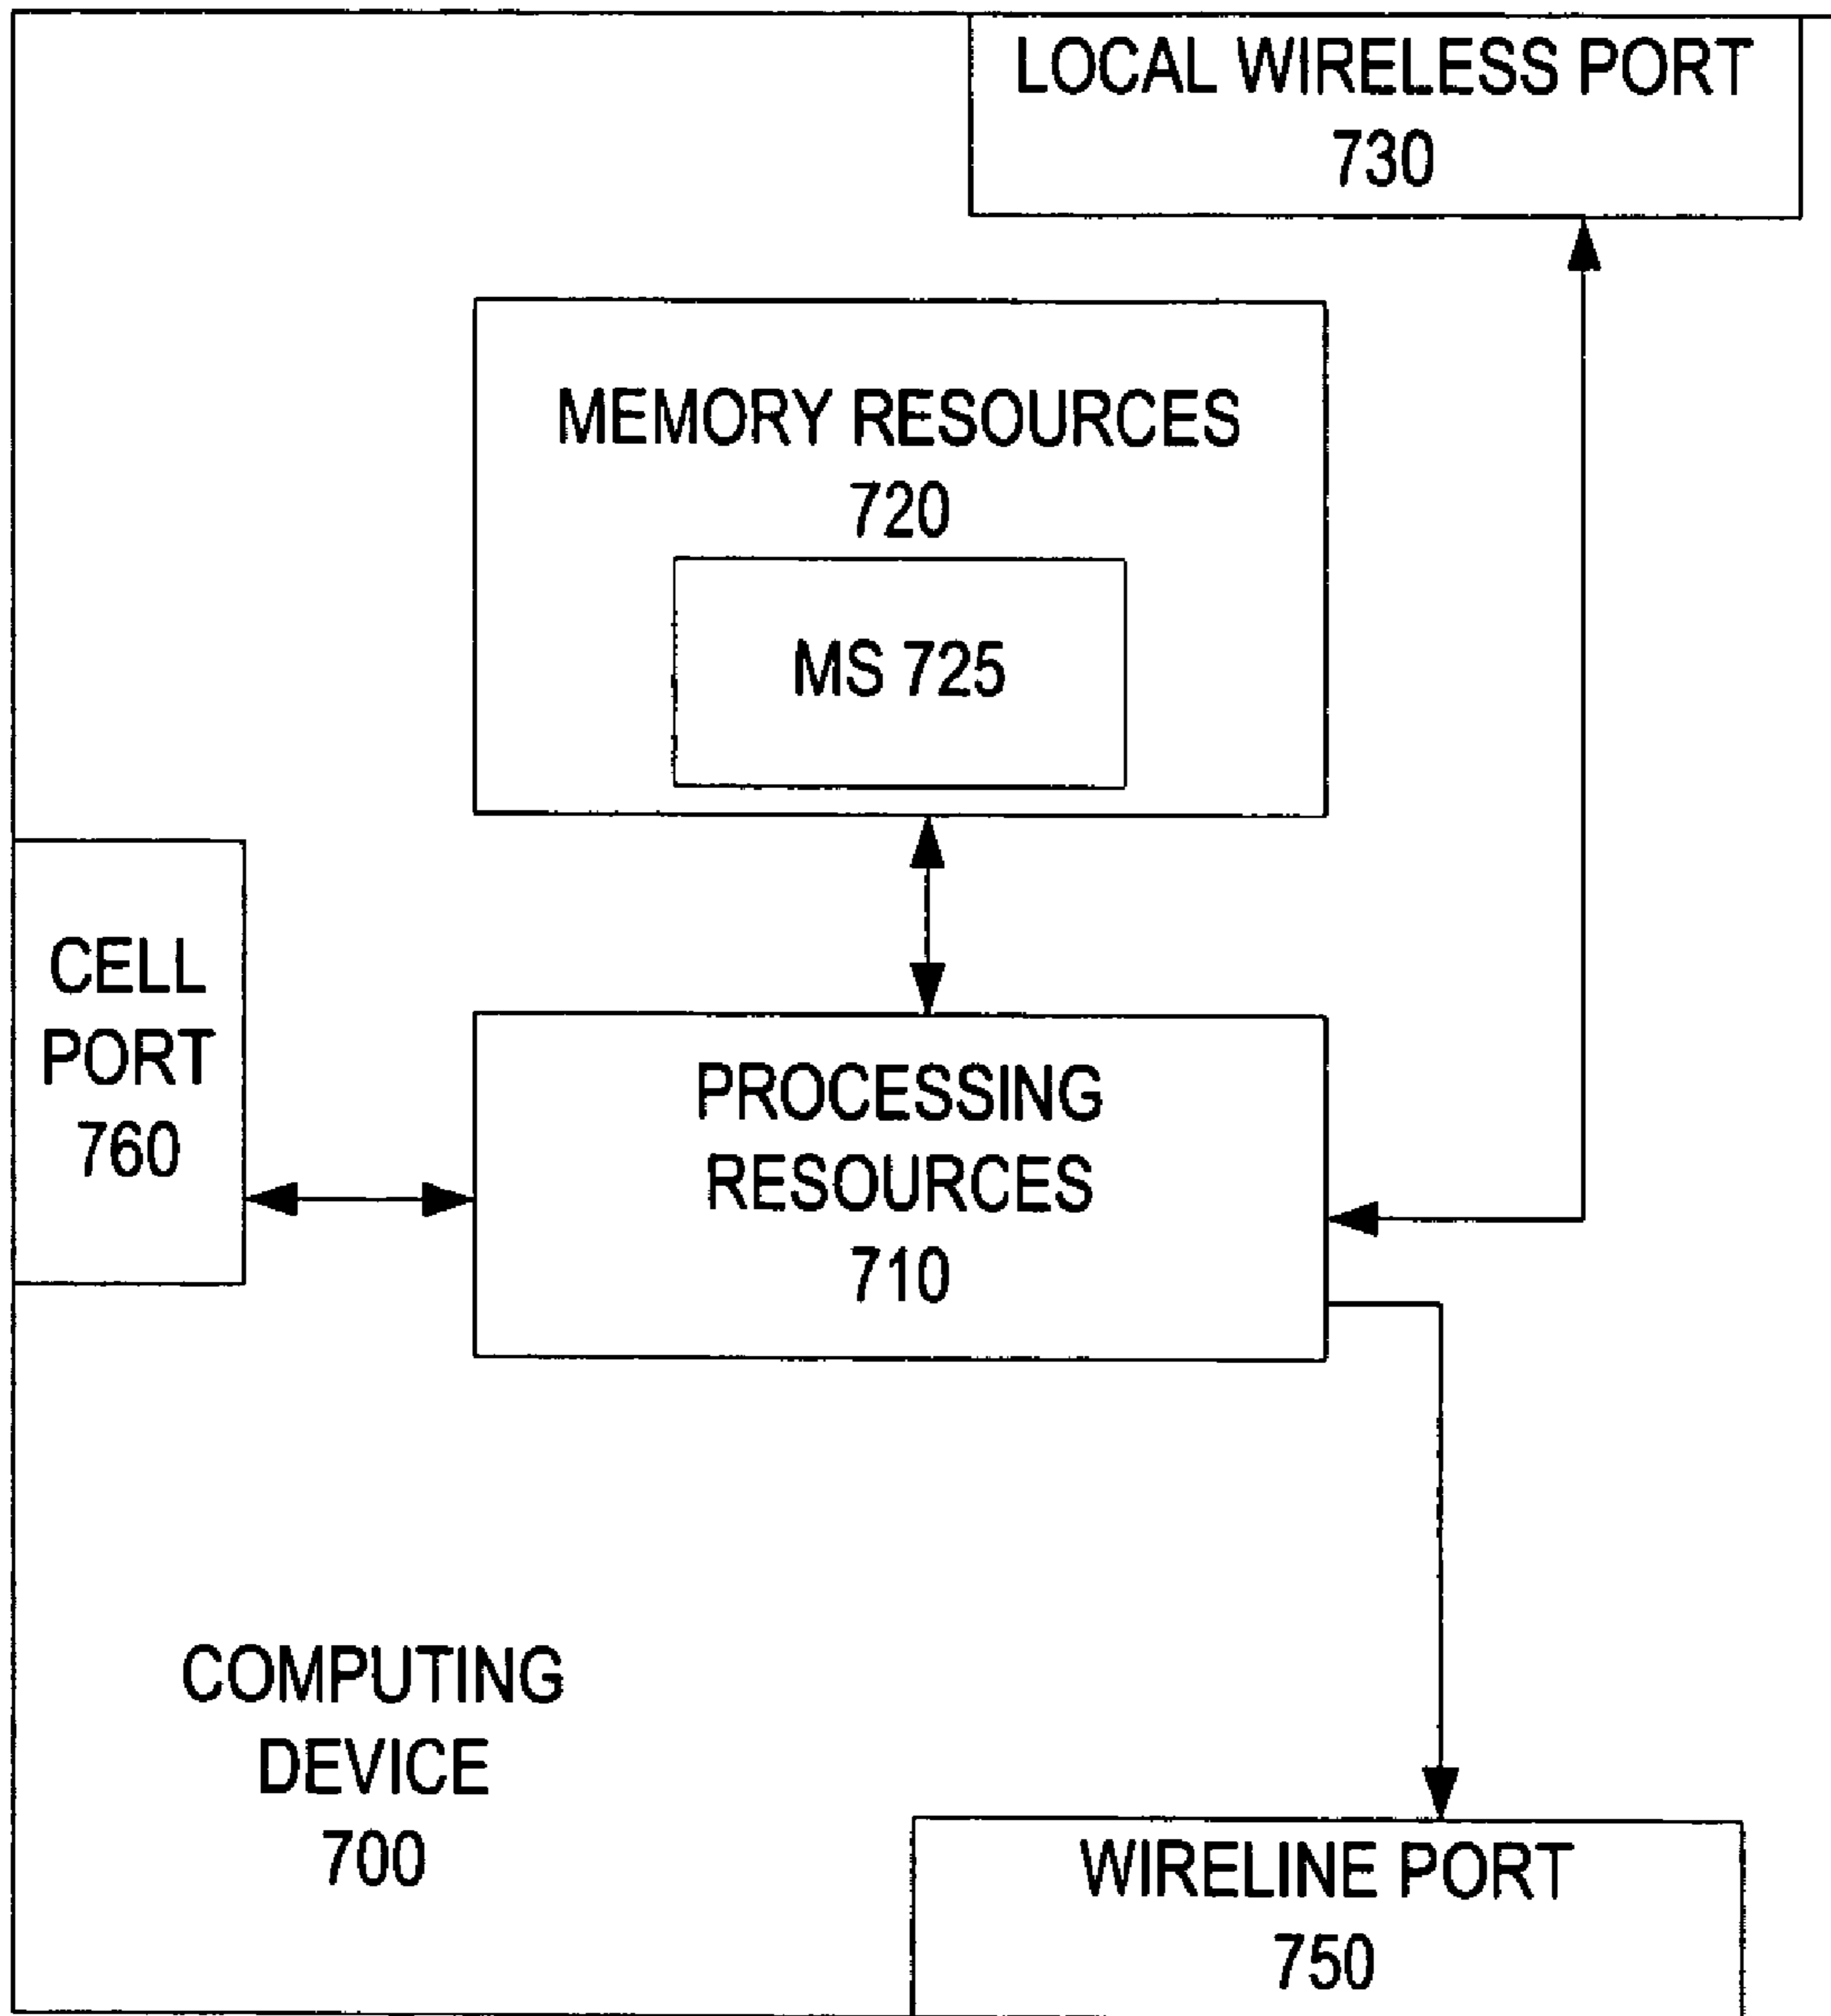 LOCAL WIRELESS PORT
730
MEMORY RESOURCES
720
MS 725
CELL
PORT
760
PROCESSING
RESOURCES
710
COMPUTING
DEVICE
700
WIRELINE PORT
750